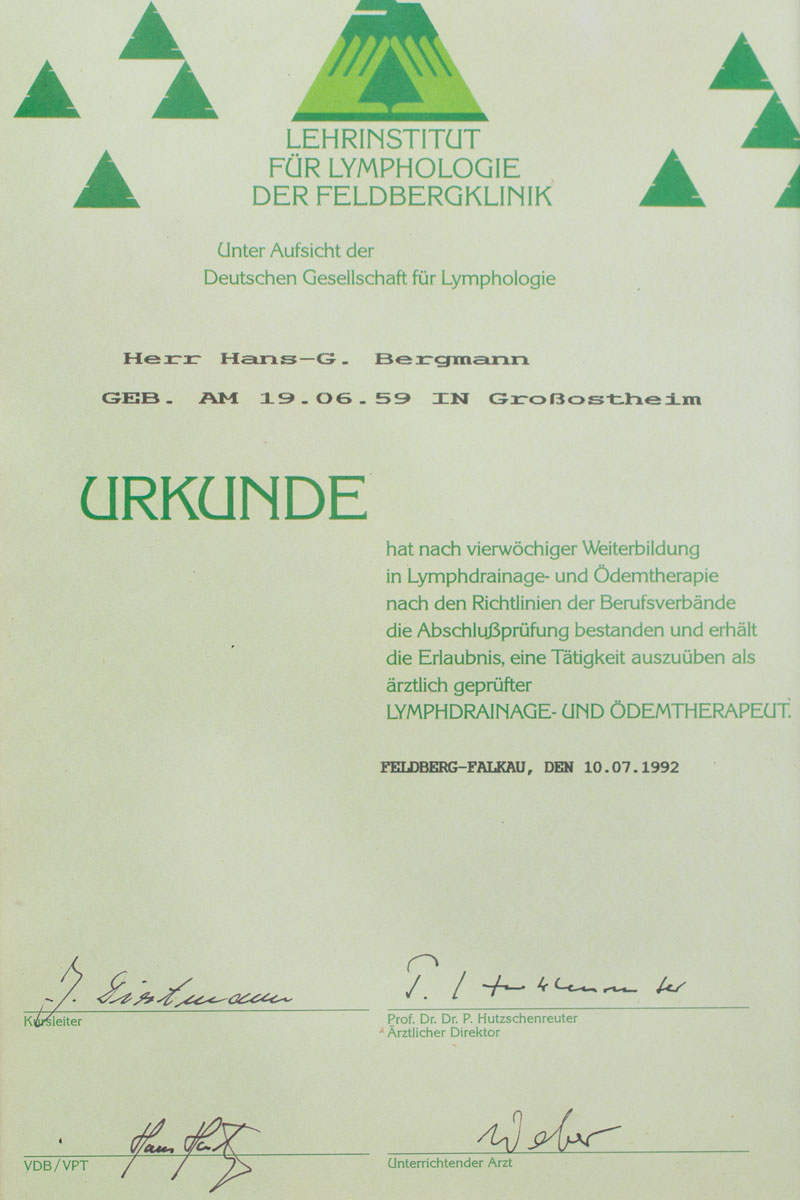 LEHRINSTITUT
FÜR LYMPHOLOGIE
DER FELDBERGKLINIK
Unter Aufsicht der
Deutschen Gesellschaft für Lymphologie
Herr Hans-G. Bergmann
GEB. AM 19.06.59 IN Großostheim
URKUNDE
hat nach vierwöchiger Weiterbildung
in Lymphdrainage- und Ödemtherapie
nach den Richtlinien der Berufsverbände
die Abschlußprüfung bestanden und erhält
die Erlaubnis, eine Tätigkeit auszuüben als
ärztlich geprüfter
LYMPHDRAINAGE- UND ÖDEMTHERAPEUT.
FELDBERG-FALKAU, DEN 10.07.1992
Kursleiter
Prof. Dr. Dr. P. Hutzschenreuter
Ärztlicher Direktor
Hans
Weber
VDB/VPT
Unterrichtender Arzt